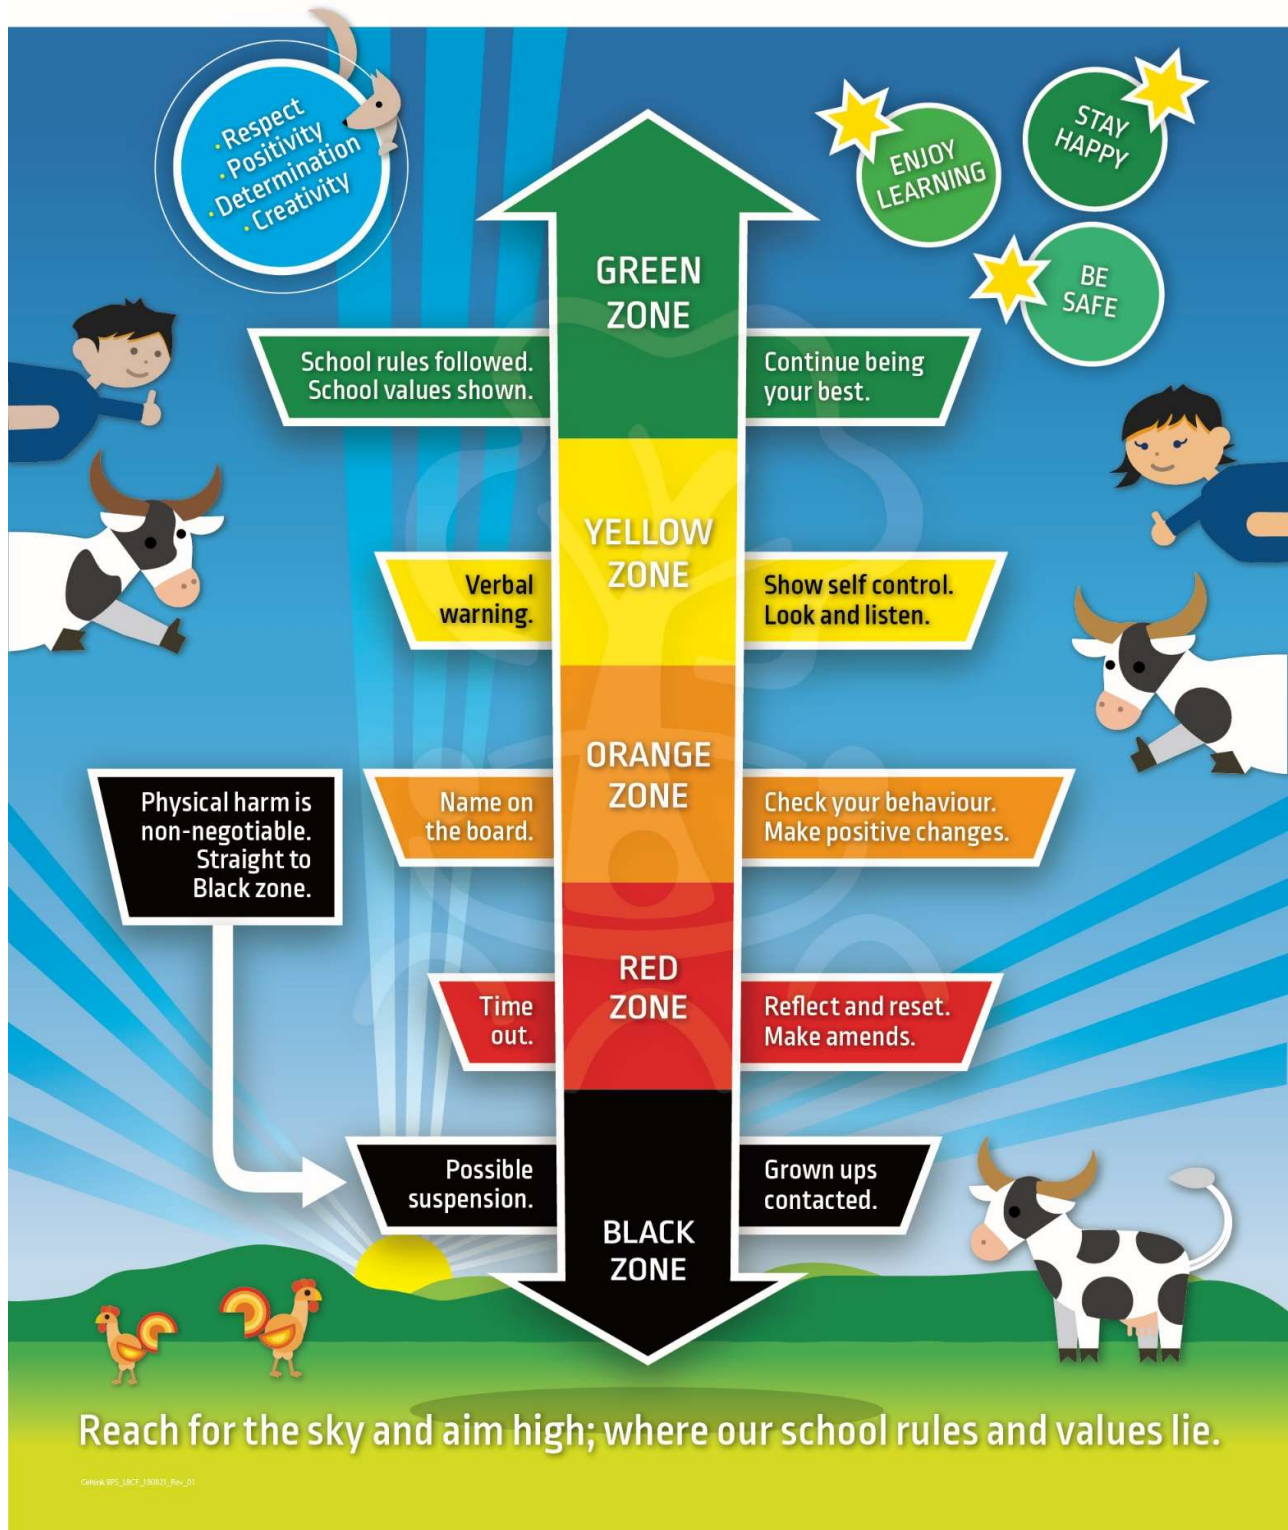 · Respect
· Positivity
· Determination
· Creativity
ENJOY
LEARNING
STAY
HAPPY
BE
SAFE
GREEN
ZONE
School rules followed.
School values shown.
Continue being
your best.
YELLOW
ZONE
Verbal
warning.
Show self control.
Look and listen.
ORANGE
ZONE
Name on
the board.
Check your behaviour.
Make positive changes.
Physical harm is
non-negotiable.
Straight to
Black zone.
RED
ZONE
Time
out.
Reflect and reset.
Make amends.
Possible
suspension.
Grown ups
contacted.
BLACK
ZONE
Reach for the sky and aim high; where our school rules and values lie.